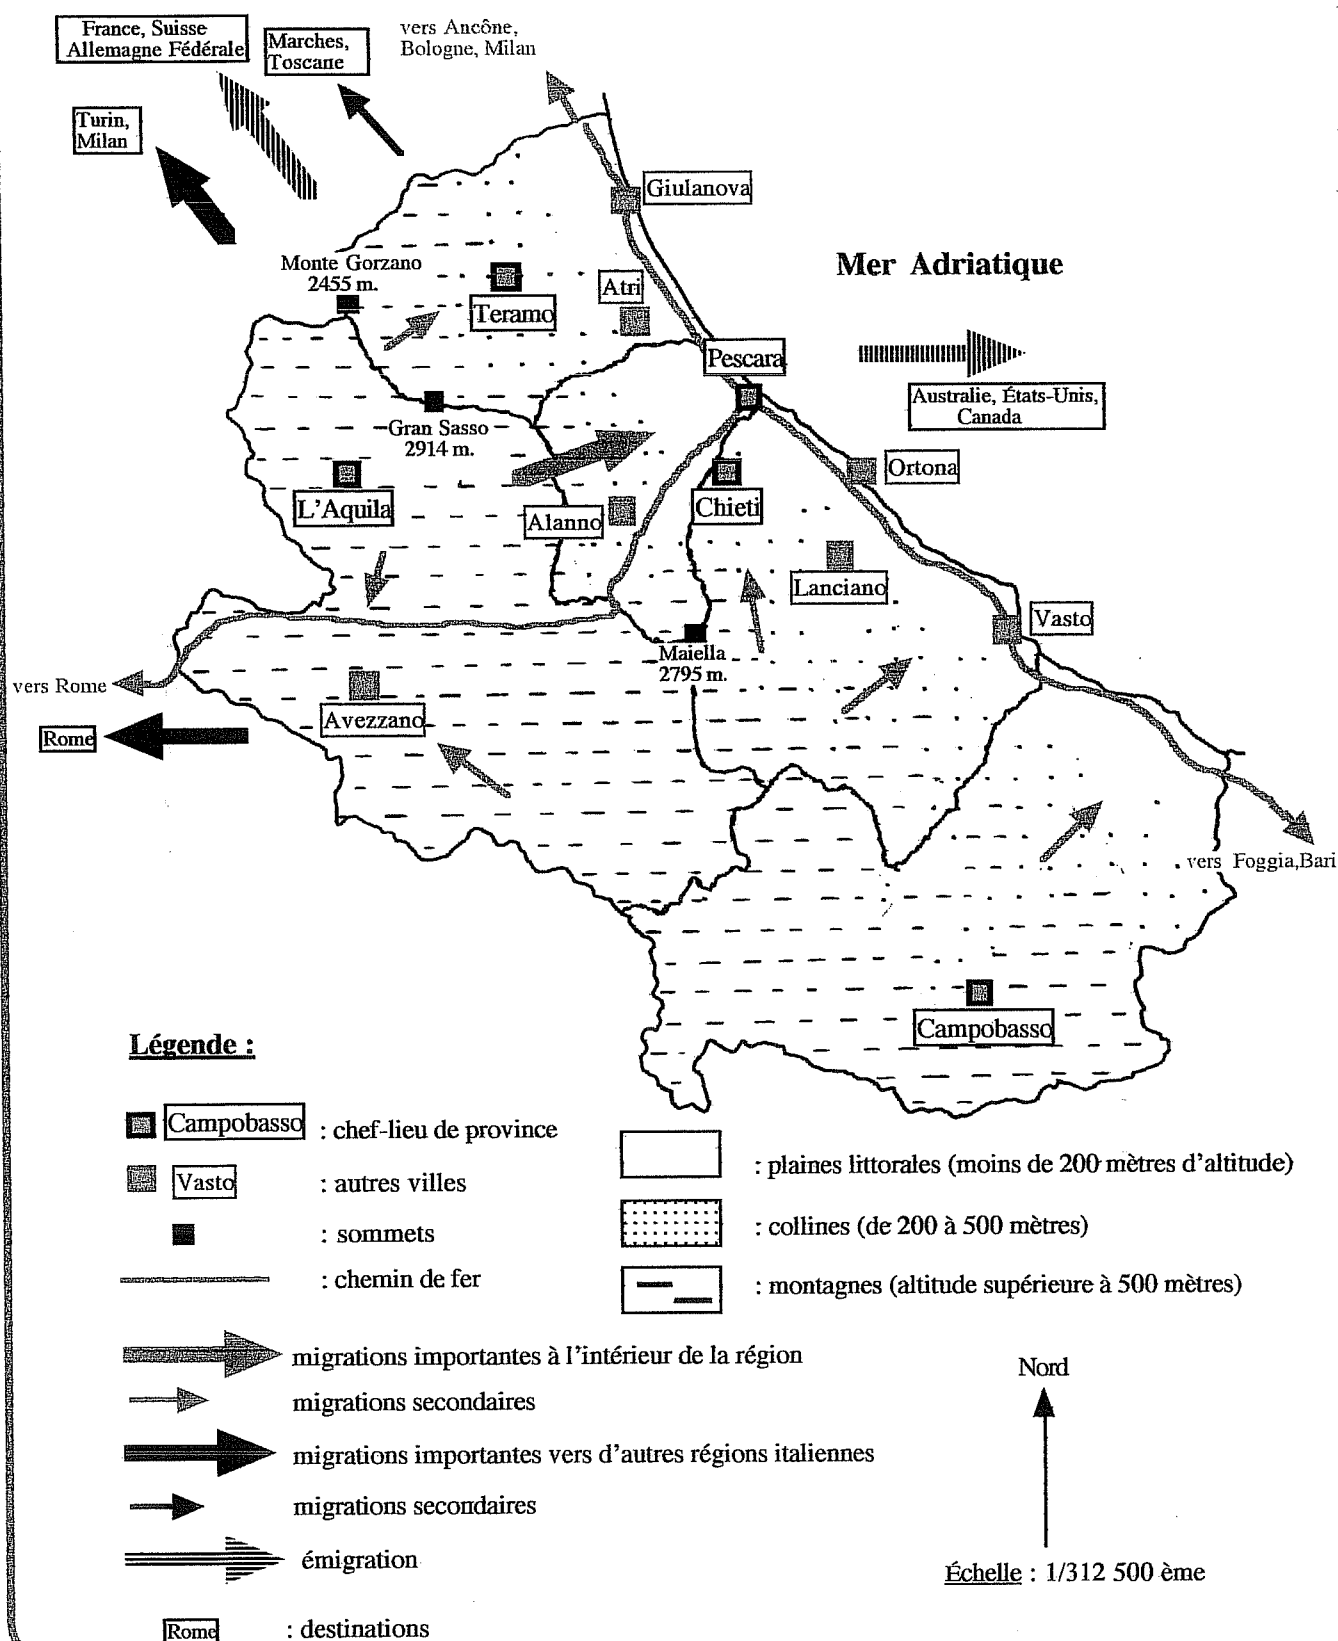 France, Suisse
Allemagne Fédérale
Marches,
Toscane
vers Ancône,
Bologne, Milan
Turin,
Milan
Giulanova
Monte Gorzano
2455 m.
Mer Adriatique
Atri
Teramo
Pescara
Australie, États-Unis,
Canada
Gran Sasso
2914 m.
Ortona
L'Aquila
Alanno
Chieti
Lanciano
Vasto
Maiella
2795 m.
vers Rome
Avezzano
Rome
vers Foggia,Bari
Campobasso
Légende :
Campobasso : chef-lieu de province
Vasto : autres villes
: sommets
: chemin de fer
: plaines littorales (moins de 200 mètres d'altitude)
: collines (de 200 à 500 mètres)
: montagnes (altitude supérieure à 500 mètres)
migrations importantes à l'intérieur de la région
migrations secondaires
migrations importantes vers d'autres régions italiennes
migrations secondaires
émigration
Rome : destinations
Nord
Échelle : 1/312 500 ème